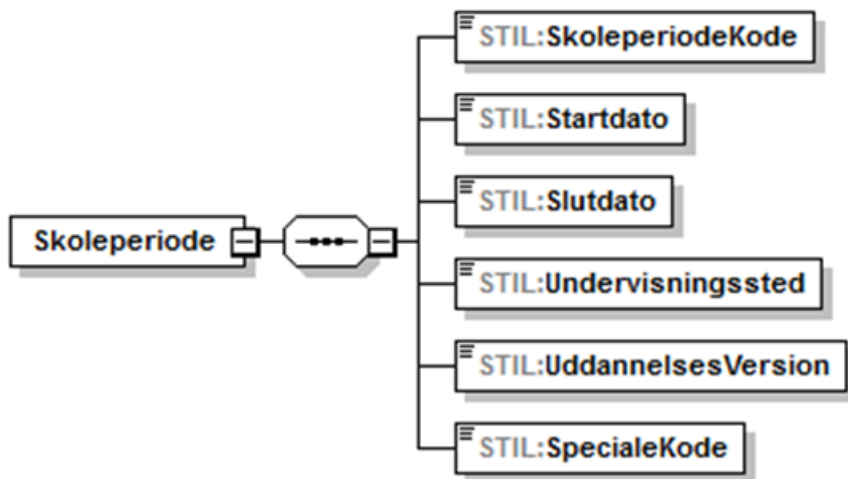 STIL:SkoleperiodeKode
STIL:Startdato
STIL:Slutdato
Skoleperiode
STIL:Undervisningssted
STIL:UddannelsesVersion
STIL:SpecialeKode